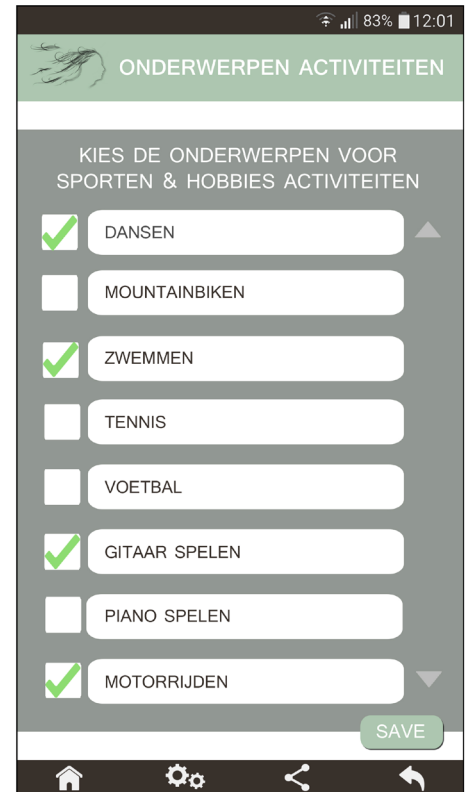 83% 12:01
ONDERWERPEN ACTIVITEITEN
KIES DE ONDERWERPEN VOOR
SPORTEN & HOBBIES ACTIVITEITEN
DANSEN
MOUNTAINBIKEN
ZWEMMEN
TENNIS
VOETBAL
GITAAR SPELEN
PIANO SPELEN
MOTORRIJDEN
SAVE